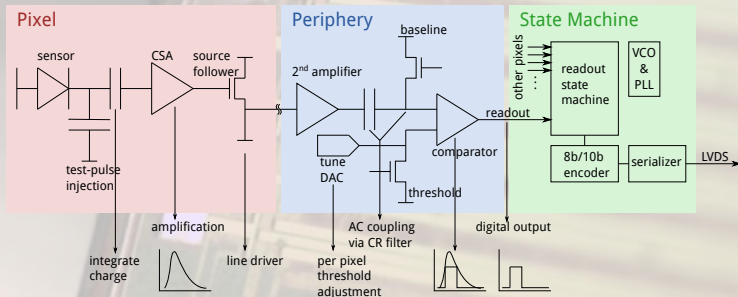 Pixel
Periphery
State Machine
sensor
CSA
source
follower
2nd amplifier
baseline
other pixels
...
readout
state
machine
VCO
&
PLL
test-pulse
injection
tune
DAC
comparator
threshold
readout
8b/10b
encoder
serializer
LVDS
integrate
charge
amplification
line driver
per pixel
threshold
adjustment
AC coupling
via CR filter
digital output